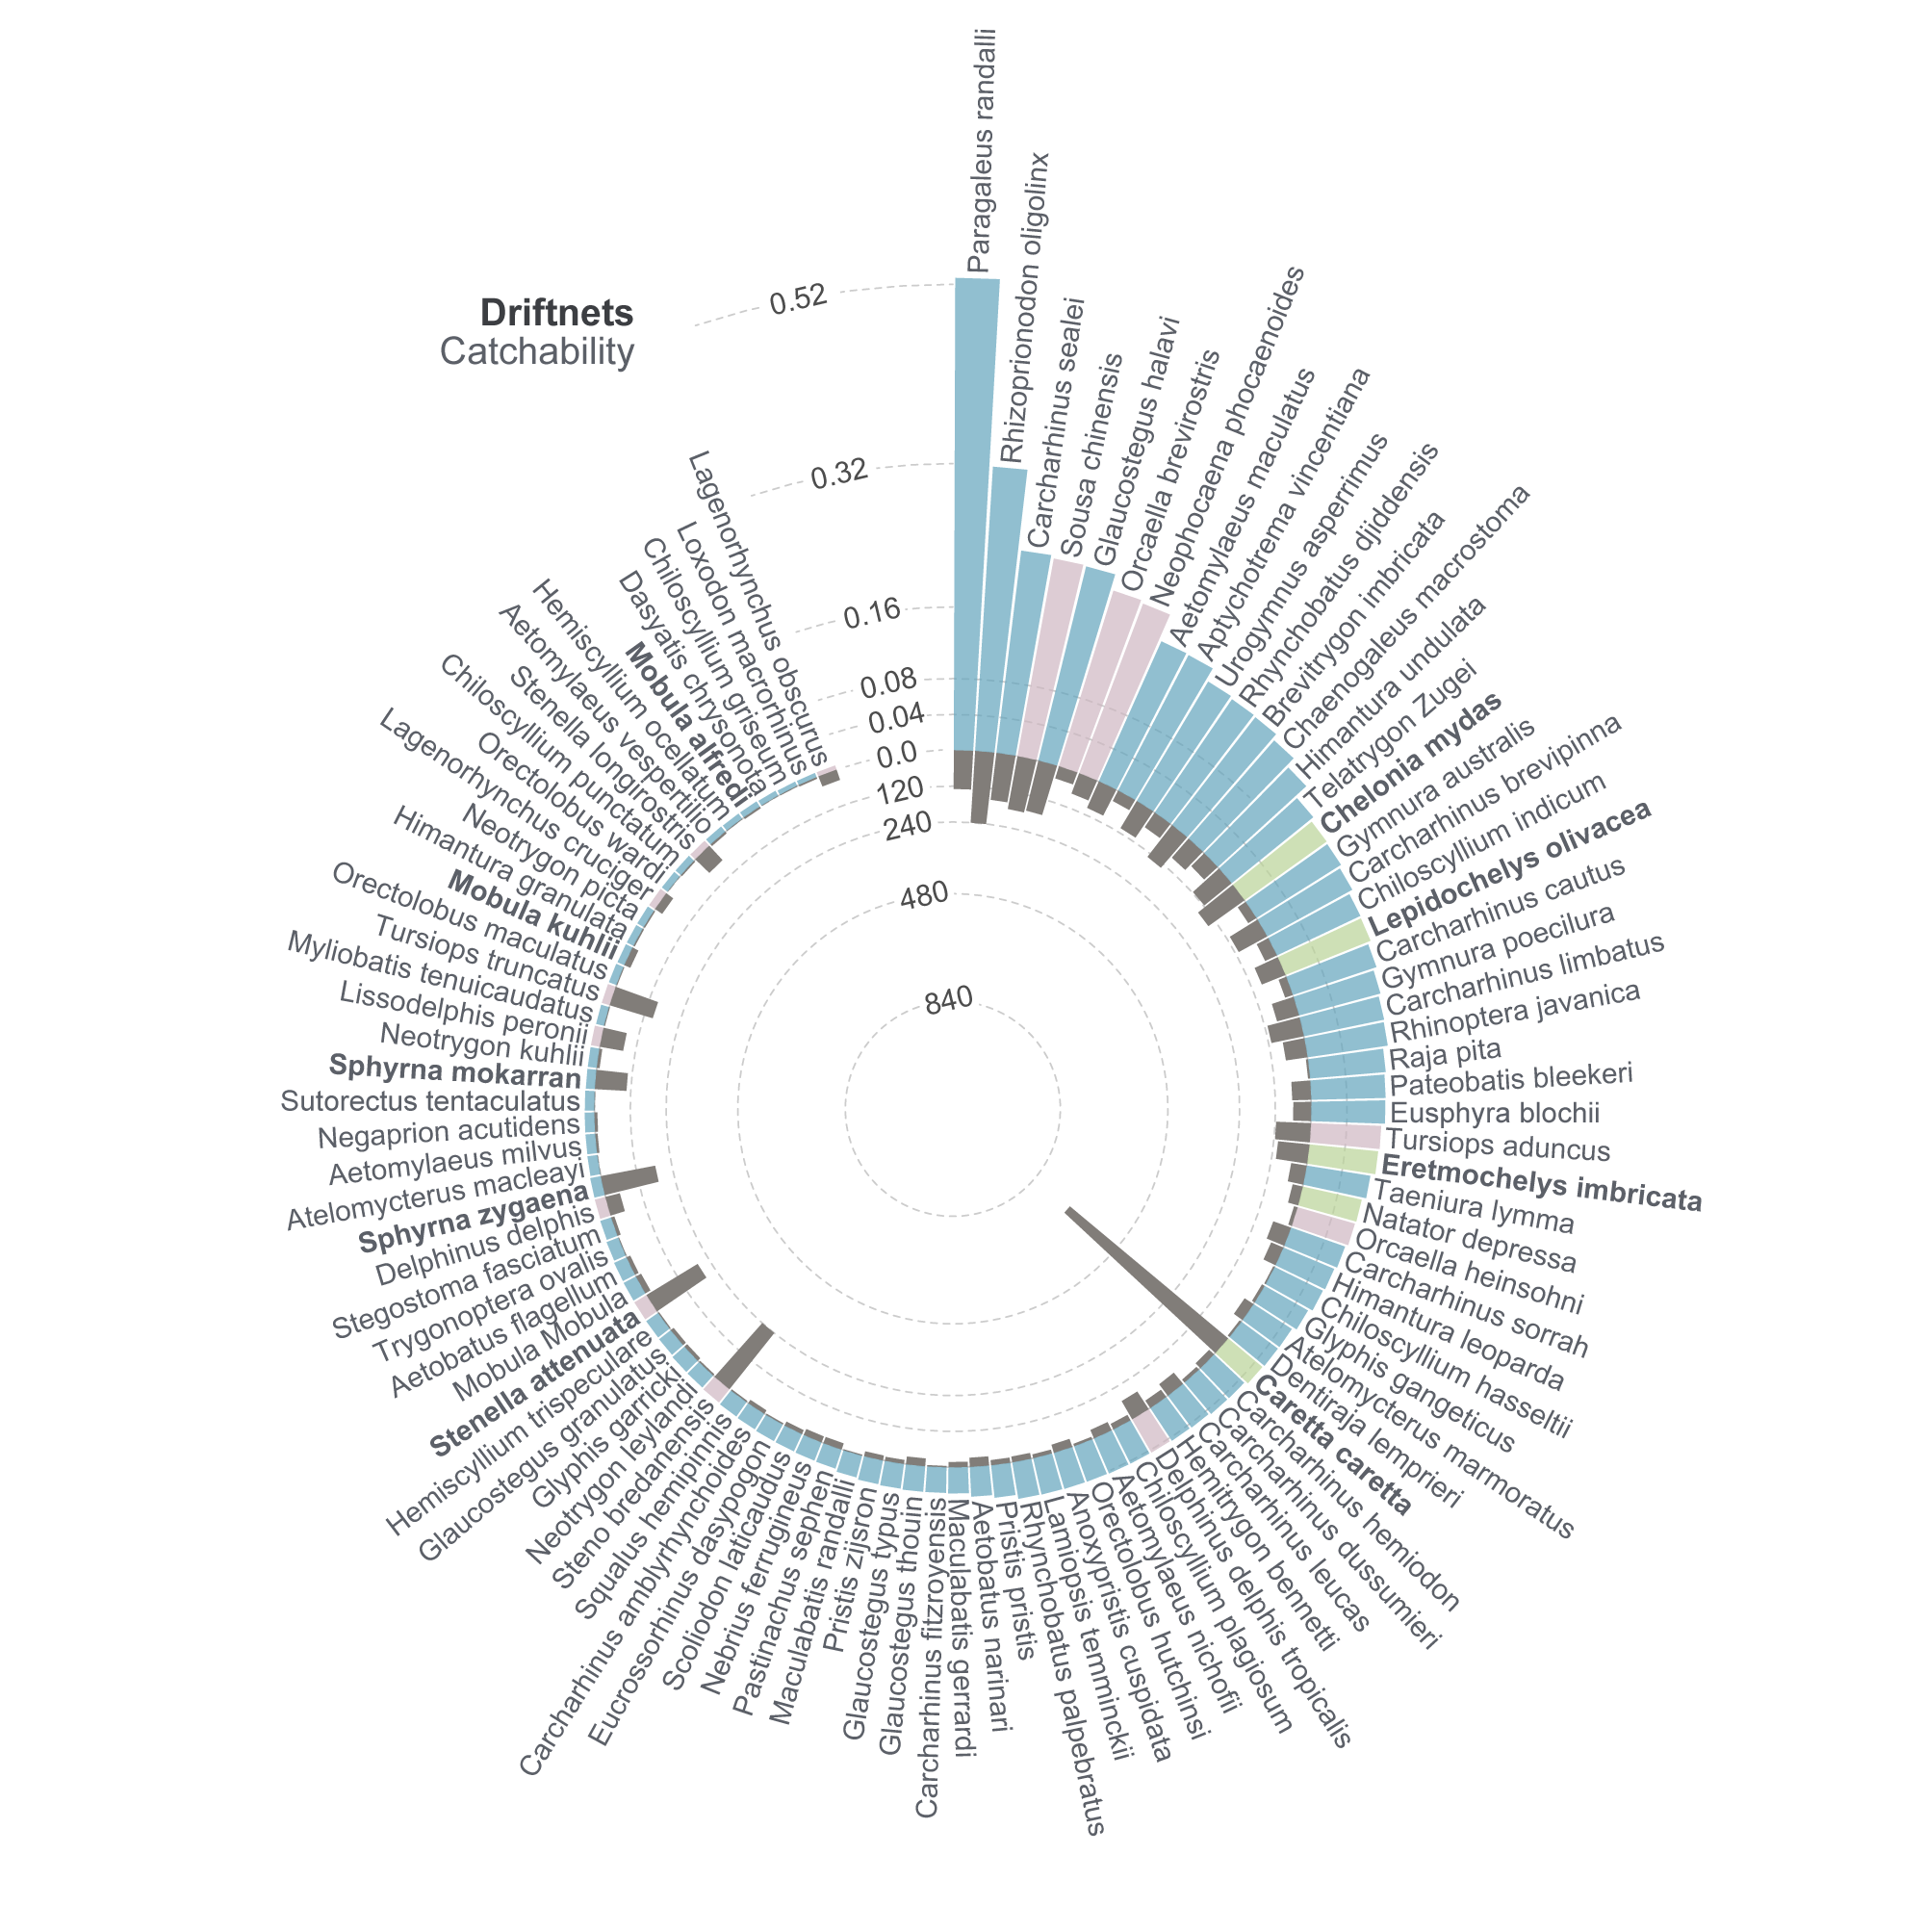 Driftnets
Catchability
0.52
0.32
0.16
0.08
0.04
0.0
120
240
480
840
Paragaleus randalli
Rhizoprionodon oligolinx
Carcharhinus sealei
Sousa chinensis
Glaucostegus halavi
Orcaella brevirostris
Neophocaena phocaenoides
Aetomylaeus maculatus
Aptychotrema vincentiana
Urogymnus asperrimus
Rhynchobatus djiddensis
Brevitrygon imbricata
Chaenogaleus macrostoma
Himantura undulata
Telatrygon Zugei
Chelonia mydas
Gymnura australis
Carcharhinus brevipinna
Chiloscyllium indicum
Lepidochelys olivacea
Carcharhinus cautus
Gymnura poecilura
Carcharhinus limbatus
Rhinoptera javanica
Raja pita
Pateobatis bleekeri
Eusphyra blochii
Tursiops aduncus
Eretmochelys imbricata
Taeniura lymma
Natator depressa
Orcaella heinsohni
Carcharhinus sorrah
Himantura leoparda
Chiloscyllium hasseltii
Glyphis gangeticus
Atelomycterus marmoratus
Dentiraja lemprieri
Caretta caretta
Carcharhinus hemiodon
Carcharhinus dussumieri
Carcharhinus leucas
Hemitrygon bennetti
Delphinus delphis tropicalis
Chiloscyllium plagiosum
Aetomylaeus nichofii
Orectolobus hutchinsi
Anoxypristis cuspidata
Lamiopsis temminckii
Rhynchobatus palpebratus
Pristis pristis
Aetobatus narinari
Maculabatis gerrardi
Carcharhinus fitzroyensis
Glaucostegus thouin
Glaucostegus typus
Pristis zijsron
Maculabatis randalli
Pastinachus sephen
Nebrius ferrugineus
Scoliodon laticaudus
Eucrossorhinus dasypogon
Carcharhinus amblyrhynchoides
Squalus hemipinnis
Steno bredanensis
Neotrygon leylandi
Glyphis garricki
Glaucostegus granulatus
Hemiscyllium trispeculare
Stenella attenuata
Mobula Mobula
Aetobatus flagellum
Trygonoptera ovalis
Stegostoma fasciatum
Delphinus delphis
Sphyrna zygaena
Atelomycterus macleayi
Aetomylaeus milvus
Negaprion acutidens
Sutorectus tentaculatus
Sphyrna mokarran
Neotrygon kuhlii
Lissodelphis peronii
Myliobatis tenuicaudatus
Tursiops truncatus
Orectolobus maculatus
Mobula kuhlii
Himantura granulata
Neotrygon picta
Lagenorhynchus cruciger
Orectolobus wardi
Chiloscyllium punctatum
Stenella longirostris
Aetomylaeus vespertilio
Hemiscyllium ocellatum
Mobula alfredi
Dasyatis chrysonota
Chiloscyllium griseum
Loxodon macrorhinus
Lagenorhynchus obscurus